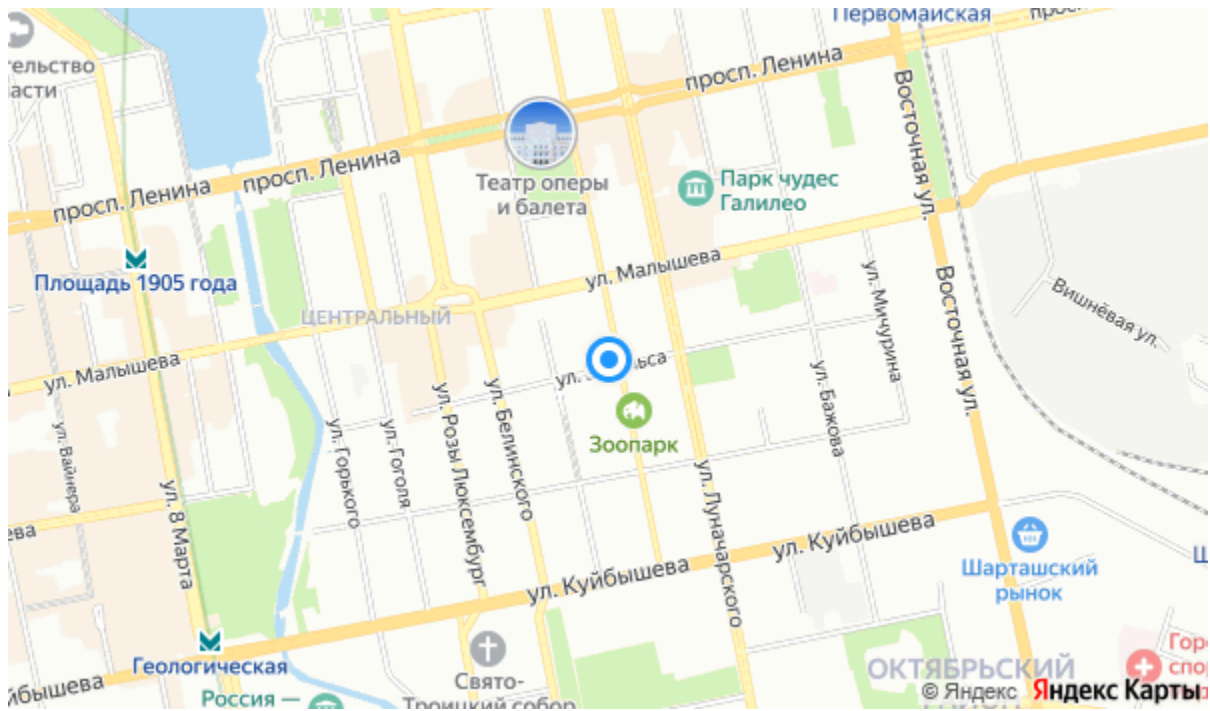 Первомайская
просп. Ленина
Восточная ул.
Театр оперы
и балета
Парк чудес
Галилео
просп. Ленина
просп. Ленина
Площадь 1905 года
ул. Малышева
ЦЕНТРАЛЬНЫЙ
ул. Мичурина
Восточная ул.
Вишнёвая ул.
ул. Малышева
ул. Вайнера
ул. Горького
ул. Гоголя
ул. Розы Люксембург
ул. Белинского
Зоопарк
ул. Бажова
ул. Луначарского
ул. 8 Марта
ул. Куйбышева
ул. Куйбышева
Шарташский
рынок
Геологическая
Свято-
Троицкий собор
Россия —
ОКТЯБРЬСКИЙ
© Яндекс Яндекс Карты